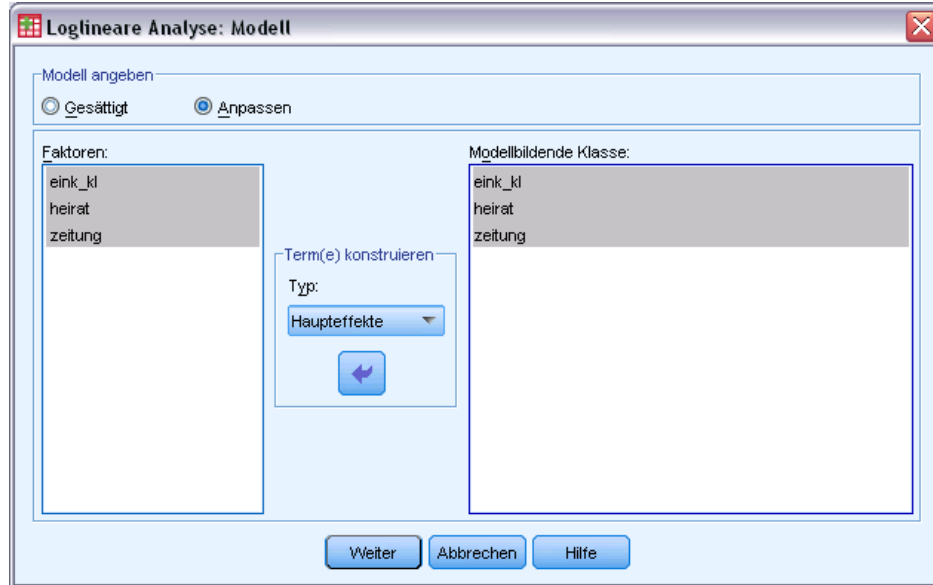 Loglineare Analyse: Modell
Modell angeben
Gesättigt
Anpassen
Faktoren:
eink_kl
heirat
zeitung
Term(e) konstruieren
Typ:
Haupteffekte
Modellbildende Klasse:
eink_kl
heirat
zeitung
Weiter
Abbrechen
Hilfe